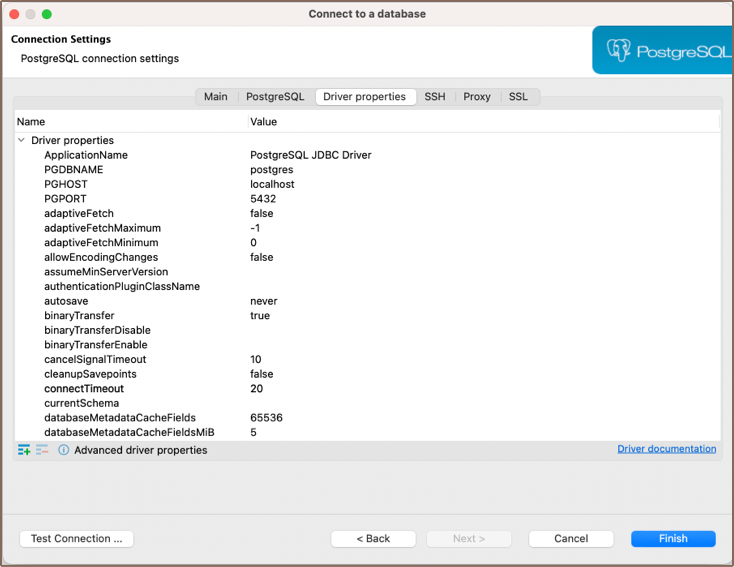 Connect to a database
Connection Settings
PostgreSQL connection settings
PostgreSQL
Main PostgreSQL Driver properties SSH Proxy SSL
Name Value
Driver properties
ApplicationName PostgreSQL JDBC Driver
PGDBNAME postgres
PGHOST localhost
PGPORT 5432
adaptiveFetch false
adaptiveFetchMaximum -1
adaptiveFetchMinimum 0
allowEncodingChanges false
assumeMinServerVersion
authenticationPluginClassName
autosave never
binaryTransfer true
binaryTransferDisable
binaryTransferEnable
cancelSignalTimeout 10
cleanupSavepoints false
connectTimeout 20
currentSchema
databaseMetadataCacheFields 65536
databaseMetadataCacheFieldsMiB 5
Advanced driver properties Driver documentation
Test Connection ... < Back Next > Cancel Finish